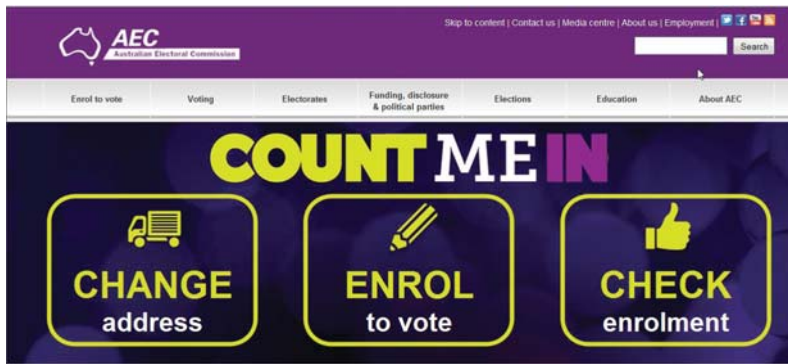 Skip to content | Contact us | Media centre | About us | Employment |
AEC
Australian Electoral Commission
Search
Enrol to vote
Voting
Electorates
Funding, disclosure
& political parties
Elections
Education
About AEC
COUNT ME IN
CHANGE
address
ENROL
to vote
CHECK
enrolment